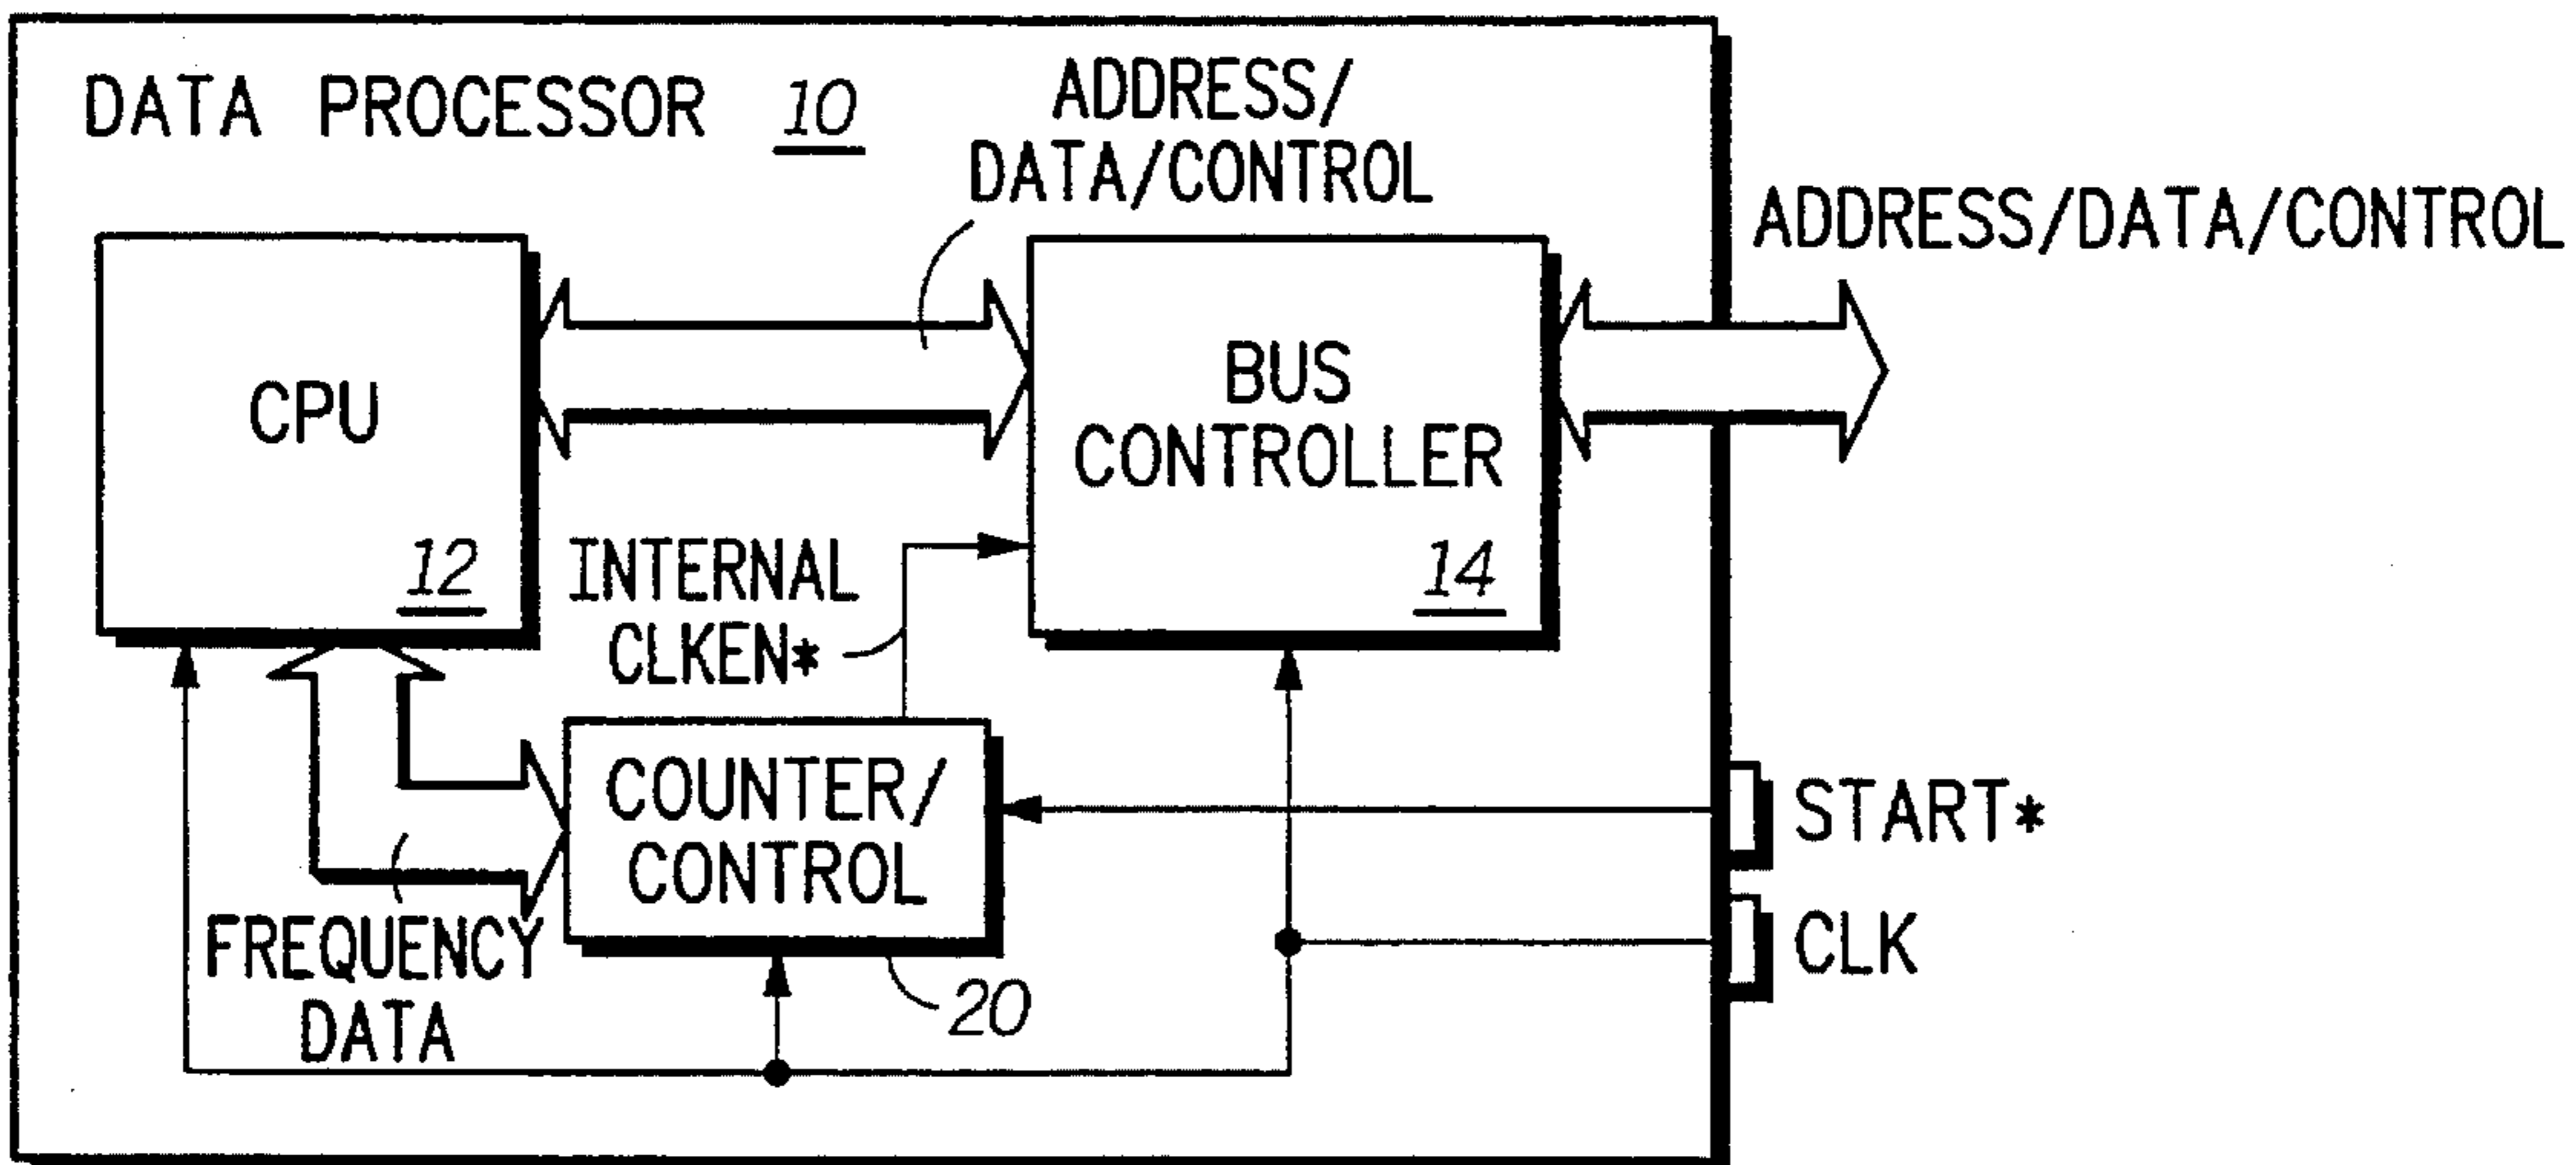 DATA PROCESSOR 10
ADDRESS/
DATA/CONTROL
ADDRESS/DATA/CONTROL
CPU
12
BUS
CONTROLLER
14
INTERNAL
CLKEN*
COUNTER/
CONTROL
20
FREQUENCY
DATA
START*
CLK